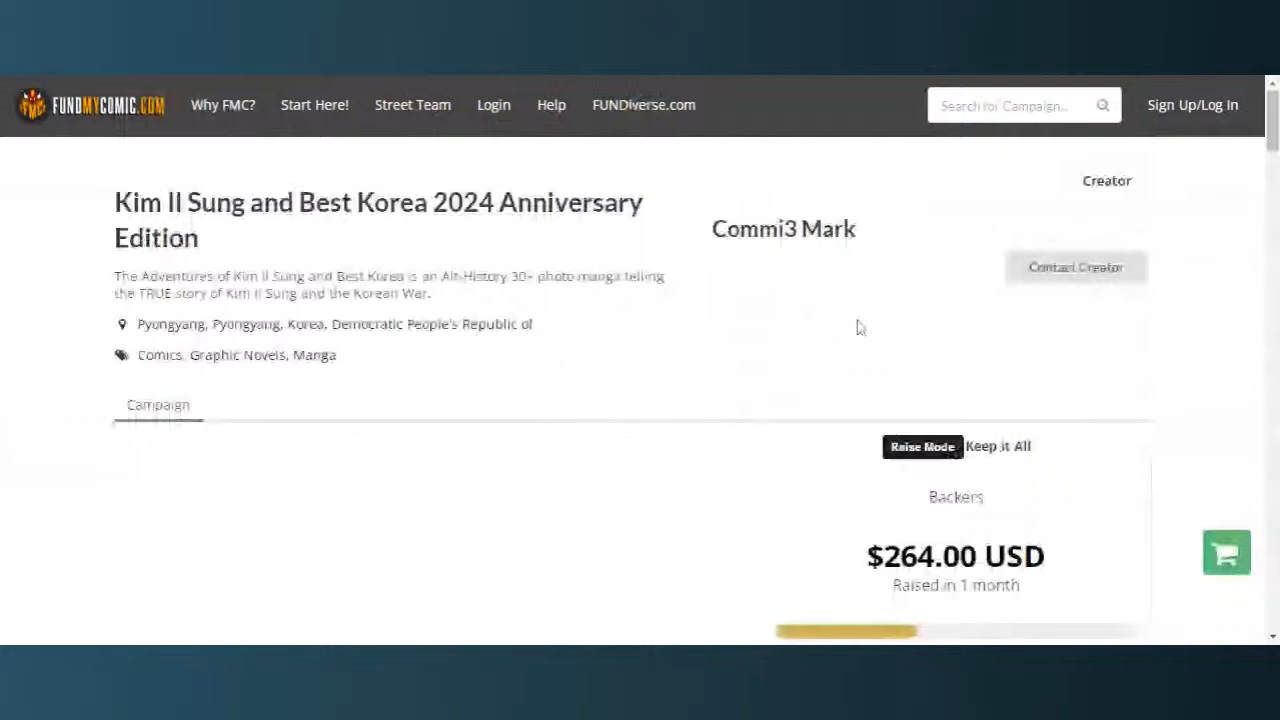 FMC FUNDMYCOMIC.COM Why FMC? Start Here! Street Team Login Help FUNDiverse.com Search for Campaign... Sign Up/Log In
Creator
Kim Il Sung and Best Korea 2024 Anniversary
Edition
Commi3 Mark
Contact Creator
The Adventures of Kim Il Sung and Best Korea is an Alt-History 30+ photo manga telling
the TRUE story of Kim Il Sung and the Korean War.
Pyongyang, Pyongyang, Korea, Democratic People's Republic of
Comics, Graphic Novels, Manga
Campaign
Raise Mode Keep it All
Backers
$264.00 USD
Raised in 1 month